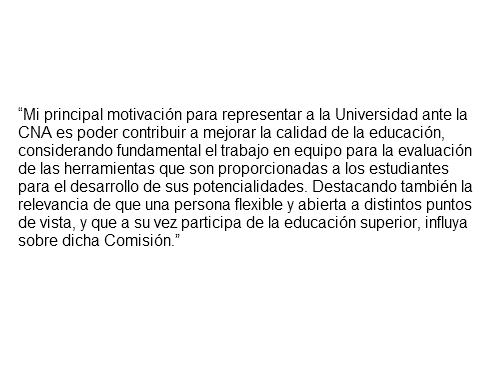 “Mi principal motivación para representar a la Universidad ante la
CNA es poder contribuir a mejorar la calidad de la educación,
considerando fundamental el trabajo en equipo para la evaluación
de las herramientas que son proporcionadas a los estudiantes
para el desarrollo de sus potencialidades. Destacando también la
relevancia de que una persona flexible y abierta a distintos puntos
de vista, y que a su vez participa de la educación superior, influya
sobre dicha Comisión.”